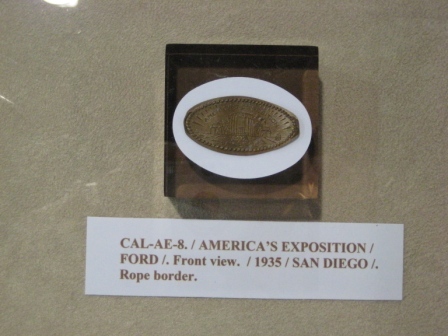 CAL-AE-8. / AMERICA'S EXPOSITION /
FORD /. Front view.  / 1935 / SAN DIEGO /.
Rope border.